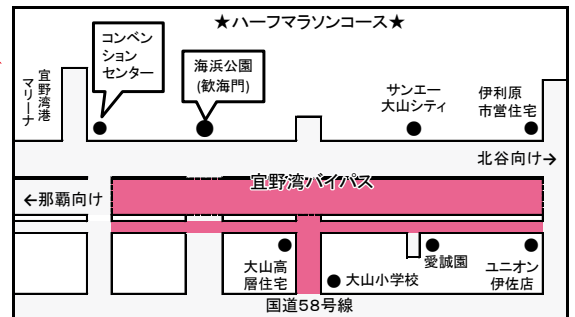 ★ハーフマラソンコース★
コンベン
ション
センター
海浜公園
(歓海門)
宜野湾港
マリーナ
サンエー
大山シティ
伊利原
市営住宅
北谷向け→
宜野湾バイパス
←那覇向け
大山高
層住宅
大山小学校
愛誠園
ユニオン
伊佐店
国道58号線